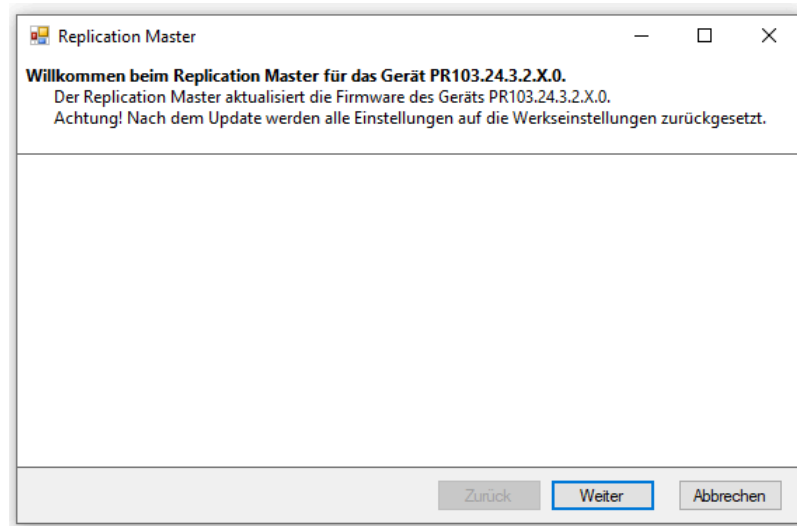 Replication Master
Willkommen beim Replication Master für das Gerät PR103.24.3.2.X.0.
Der Replication Master aktualisiert die Firmware des Geräts PR103.24.3.2.X.0.
Achtung! Nach dem Update werden alle Einstellungen auf die Werkseinstellungen zurückgesetzt.
Zurück Weiter Abbrechen